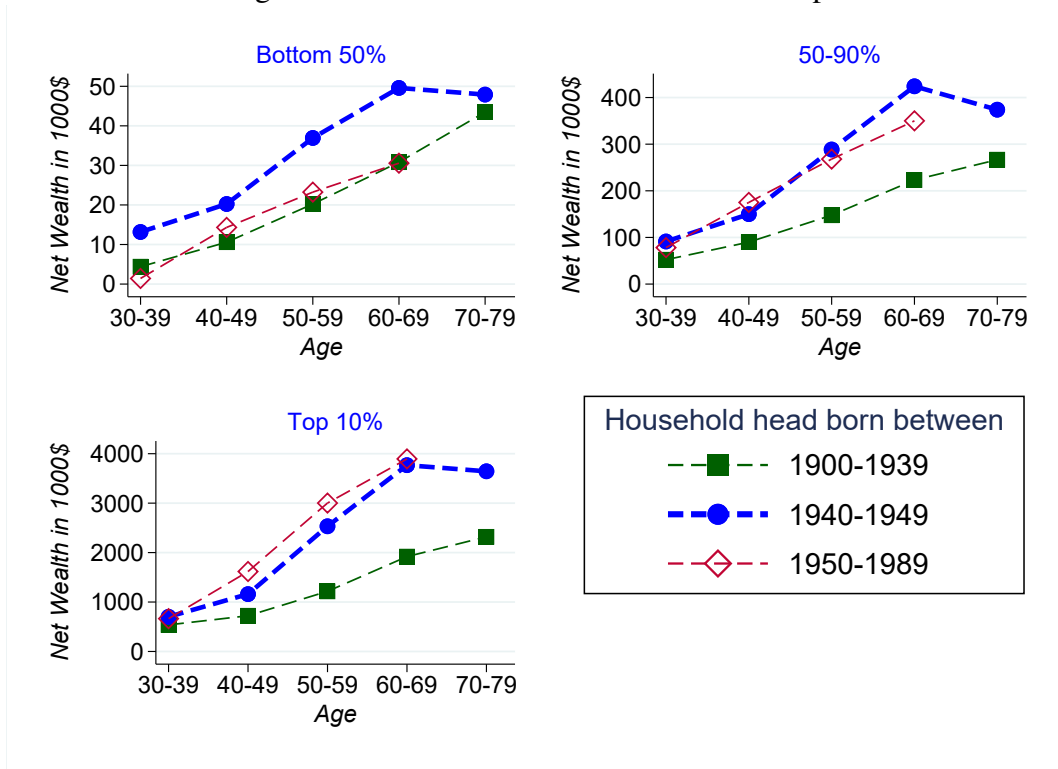 Bottom 50%
Net Wealth in 1000$
50
40
30
20
10
0
30-39 40-49 50-59 60-69 70-79
Age
50-90%
Net Wealth in 1000$
400
300
200
100
0
30-39 40-49 50-59 60-69 70-79
Age
Top 10%
Net Wealth in 1000$
4000
3000
2000
1000
0
30-39 40-49 50-59 60-69 70-79
Age
Household head born between
1900-1939
1940-1949
1950-1989